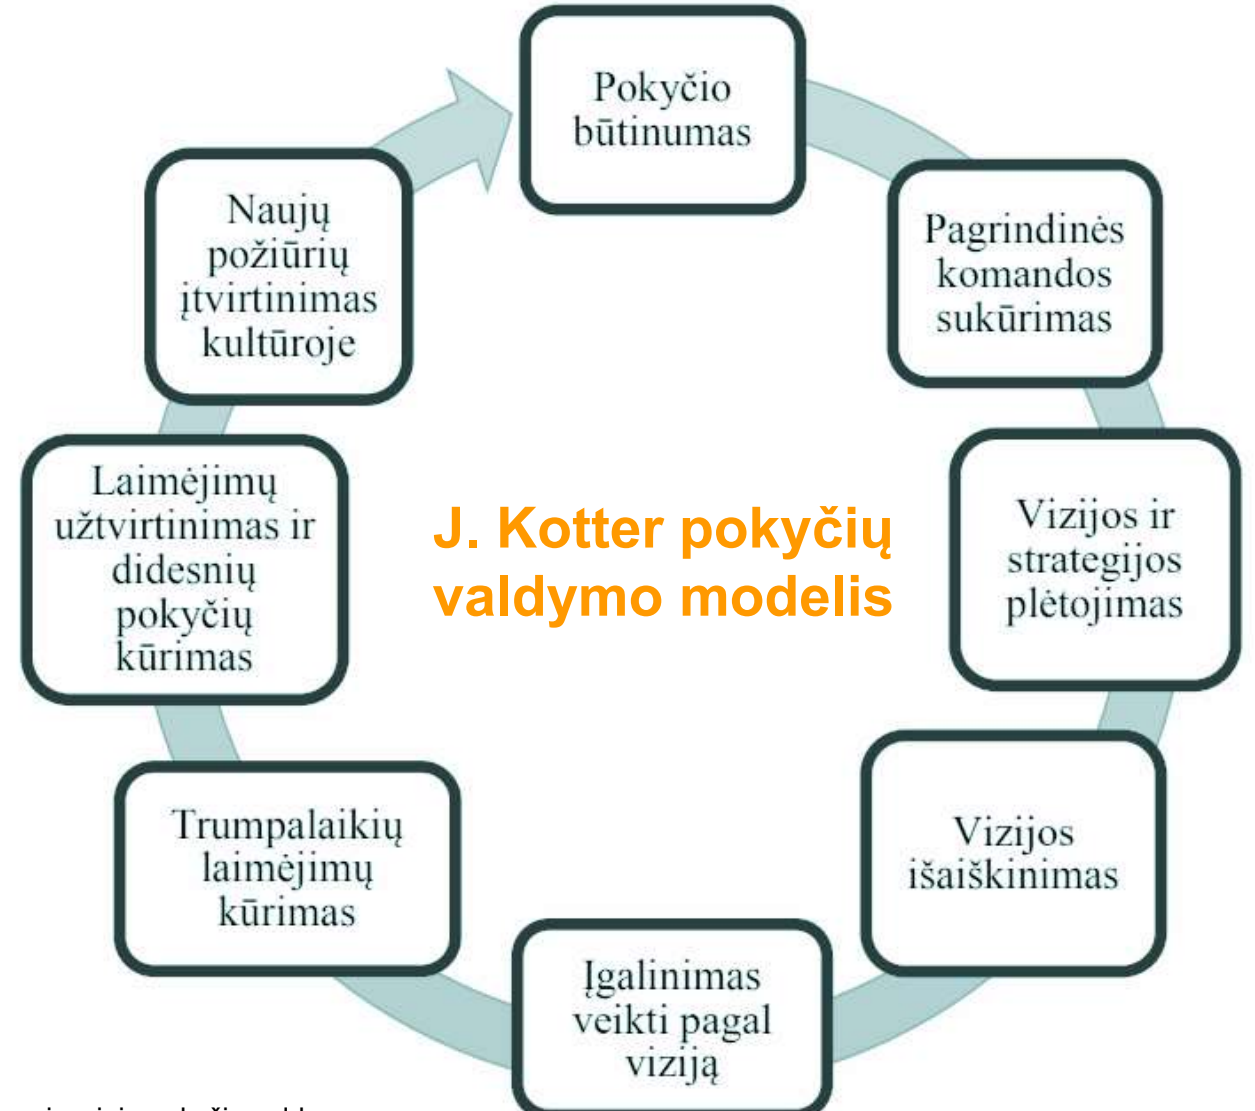 Pokyčio
būtinumas
Pagrindinės
komandos
sukūrimas
Vizijos ir
strategijos
plėtojimas
Vizijos
išaiškinimas
Įgalinimas
veikti pagal
viziją
Trumpalaikių
laimėjimų
kūrimas
Laimėjimų
užtvirtinimas ir
didesnių
pokyčių
kūrimas
Naujų
požiūrių
įtvirtinimas
kultūroje
J. Kotter pokyčių
valdymo modelis